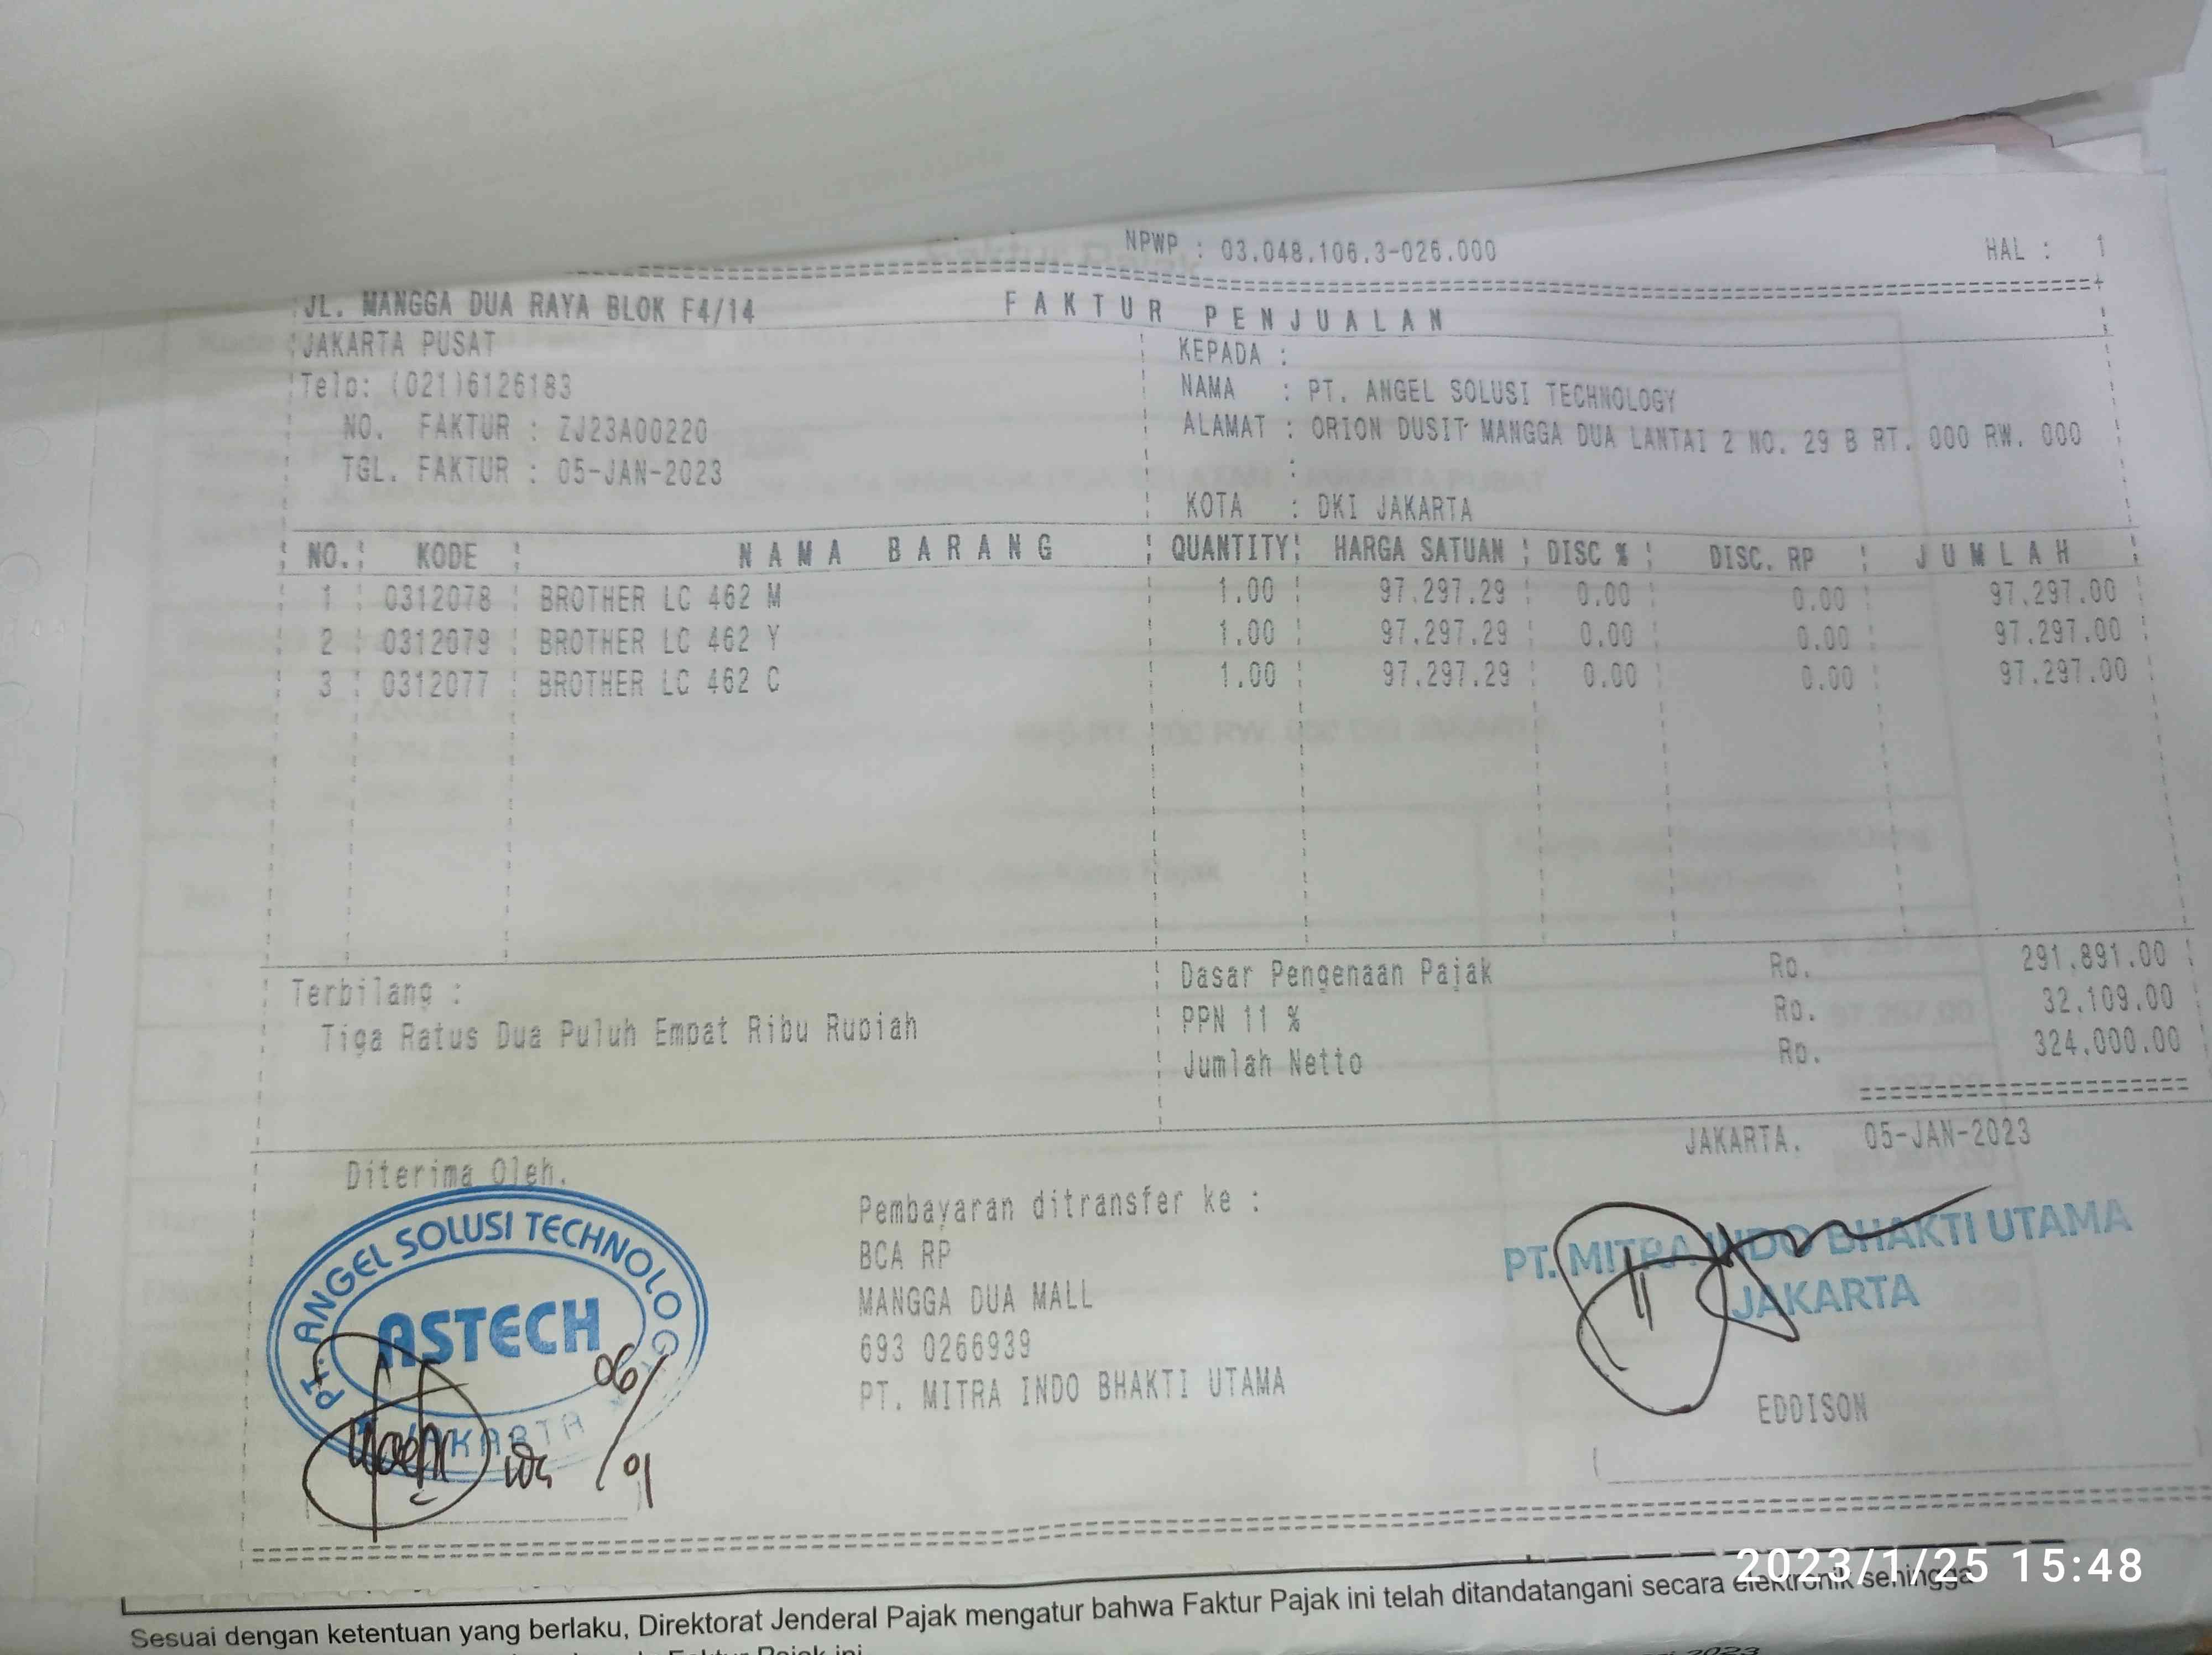 NPWP : 03.048.106.3-026.000
HAL : 1
JL. MANGGA DUA RAYA BLOK F4/14
FAKTUR PENJUALAN
JAKARTA PUSAT
KEPADA :
Telp: (021)6126183
NAMA : PT. ANGEL SOLUSI TECHNOLOGY
NO. FAKTUR : ZJ23A00220
ALAMAT : ORION DUSIT MANGGA DUA LANTAI 2 NO. 29 B RT. 000 RW. 000
TGL. FAKTUR : 05-JAN-2023
:
KOTA : DKI JAKARTA
NO. KODE NAMA BARANG QUANTITY HARGA SATUAN DISC % DISC. RP JUMLAH
1 0312078 BROTHER LC 462 M 1.00 97.297.29 0.00 0.00 97.297.00
2 0312079 BROTHER LC 462 Y 1.00 97.297.29 0.00 0.00 97.297.00
3 0312077 BROTHER LC 462 C 1.00 97.297.29 0.00 0.00 97.297.00
Dasar Pengenaan Pajak Rp. 291,891.00
Terbilang :
PPN 11 % Rp. 32,109.00
Tiga Ratus Dua Puluh Empat Ribu Rupiah
Jumlah Netto Rp. 324,000.00
JAKARTA. 05-JAN-2023
Diterima Oleh.
PT. ANGEL SOLUSI TECHNOLOGY
ASTECH
JAKARTA
06/01
Pembayaran ditransfer ke :
BCA RP
MANGGA DUA MALL
693 0266939
PT. MITRA INDO BHAKTI UTAMA
PT. MITRA INDO BHAKTI UTAMA
JAKARTA
EDDISON
2023/1/25 15:48
Sesuai dengan ketentuan yang berlaku, Direktorat Jenderal Pajak mengatur bahwa Faktur Pajak ini telah ditandatangani secara elektronik sehingga